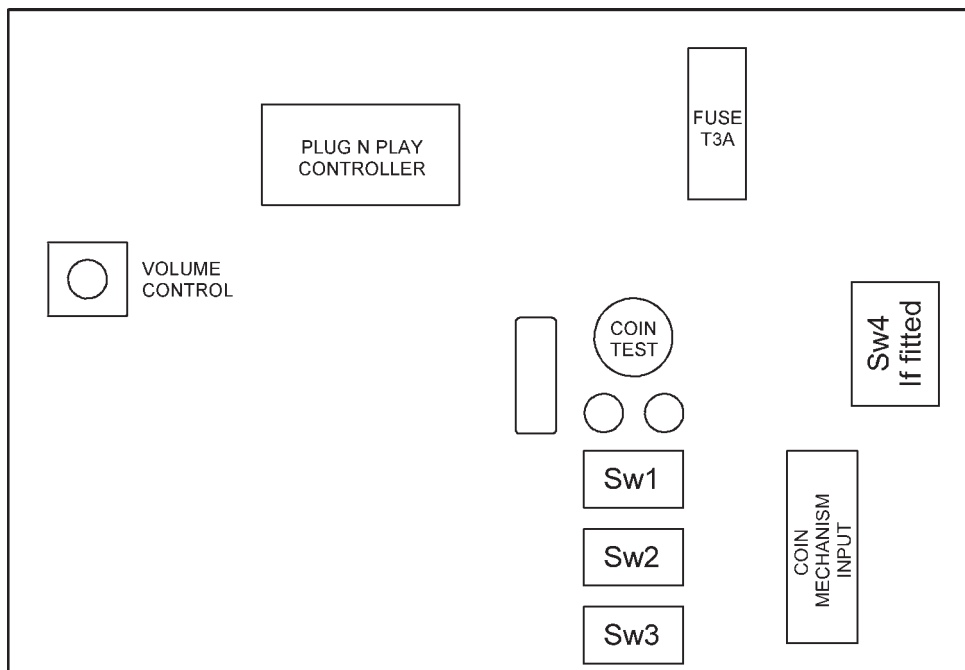 FUSE
T3A
PLUG N PLAY
CONTROLLER
VOLUME
CONTROL
COIN
TEST
Sw4
If fitted
Sw1
Sw2
Sw3
COIN
MECHANISM
INPUT